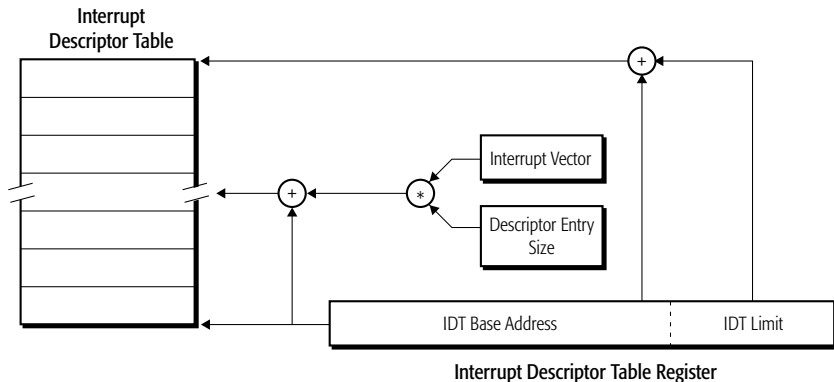 Interrupt
Descriptor Table
+
Interrupt Vector
+
*
Descriptor Entry
Size
IDT Base Address
IDT Limit
Interrupt Descriptor Table Register